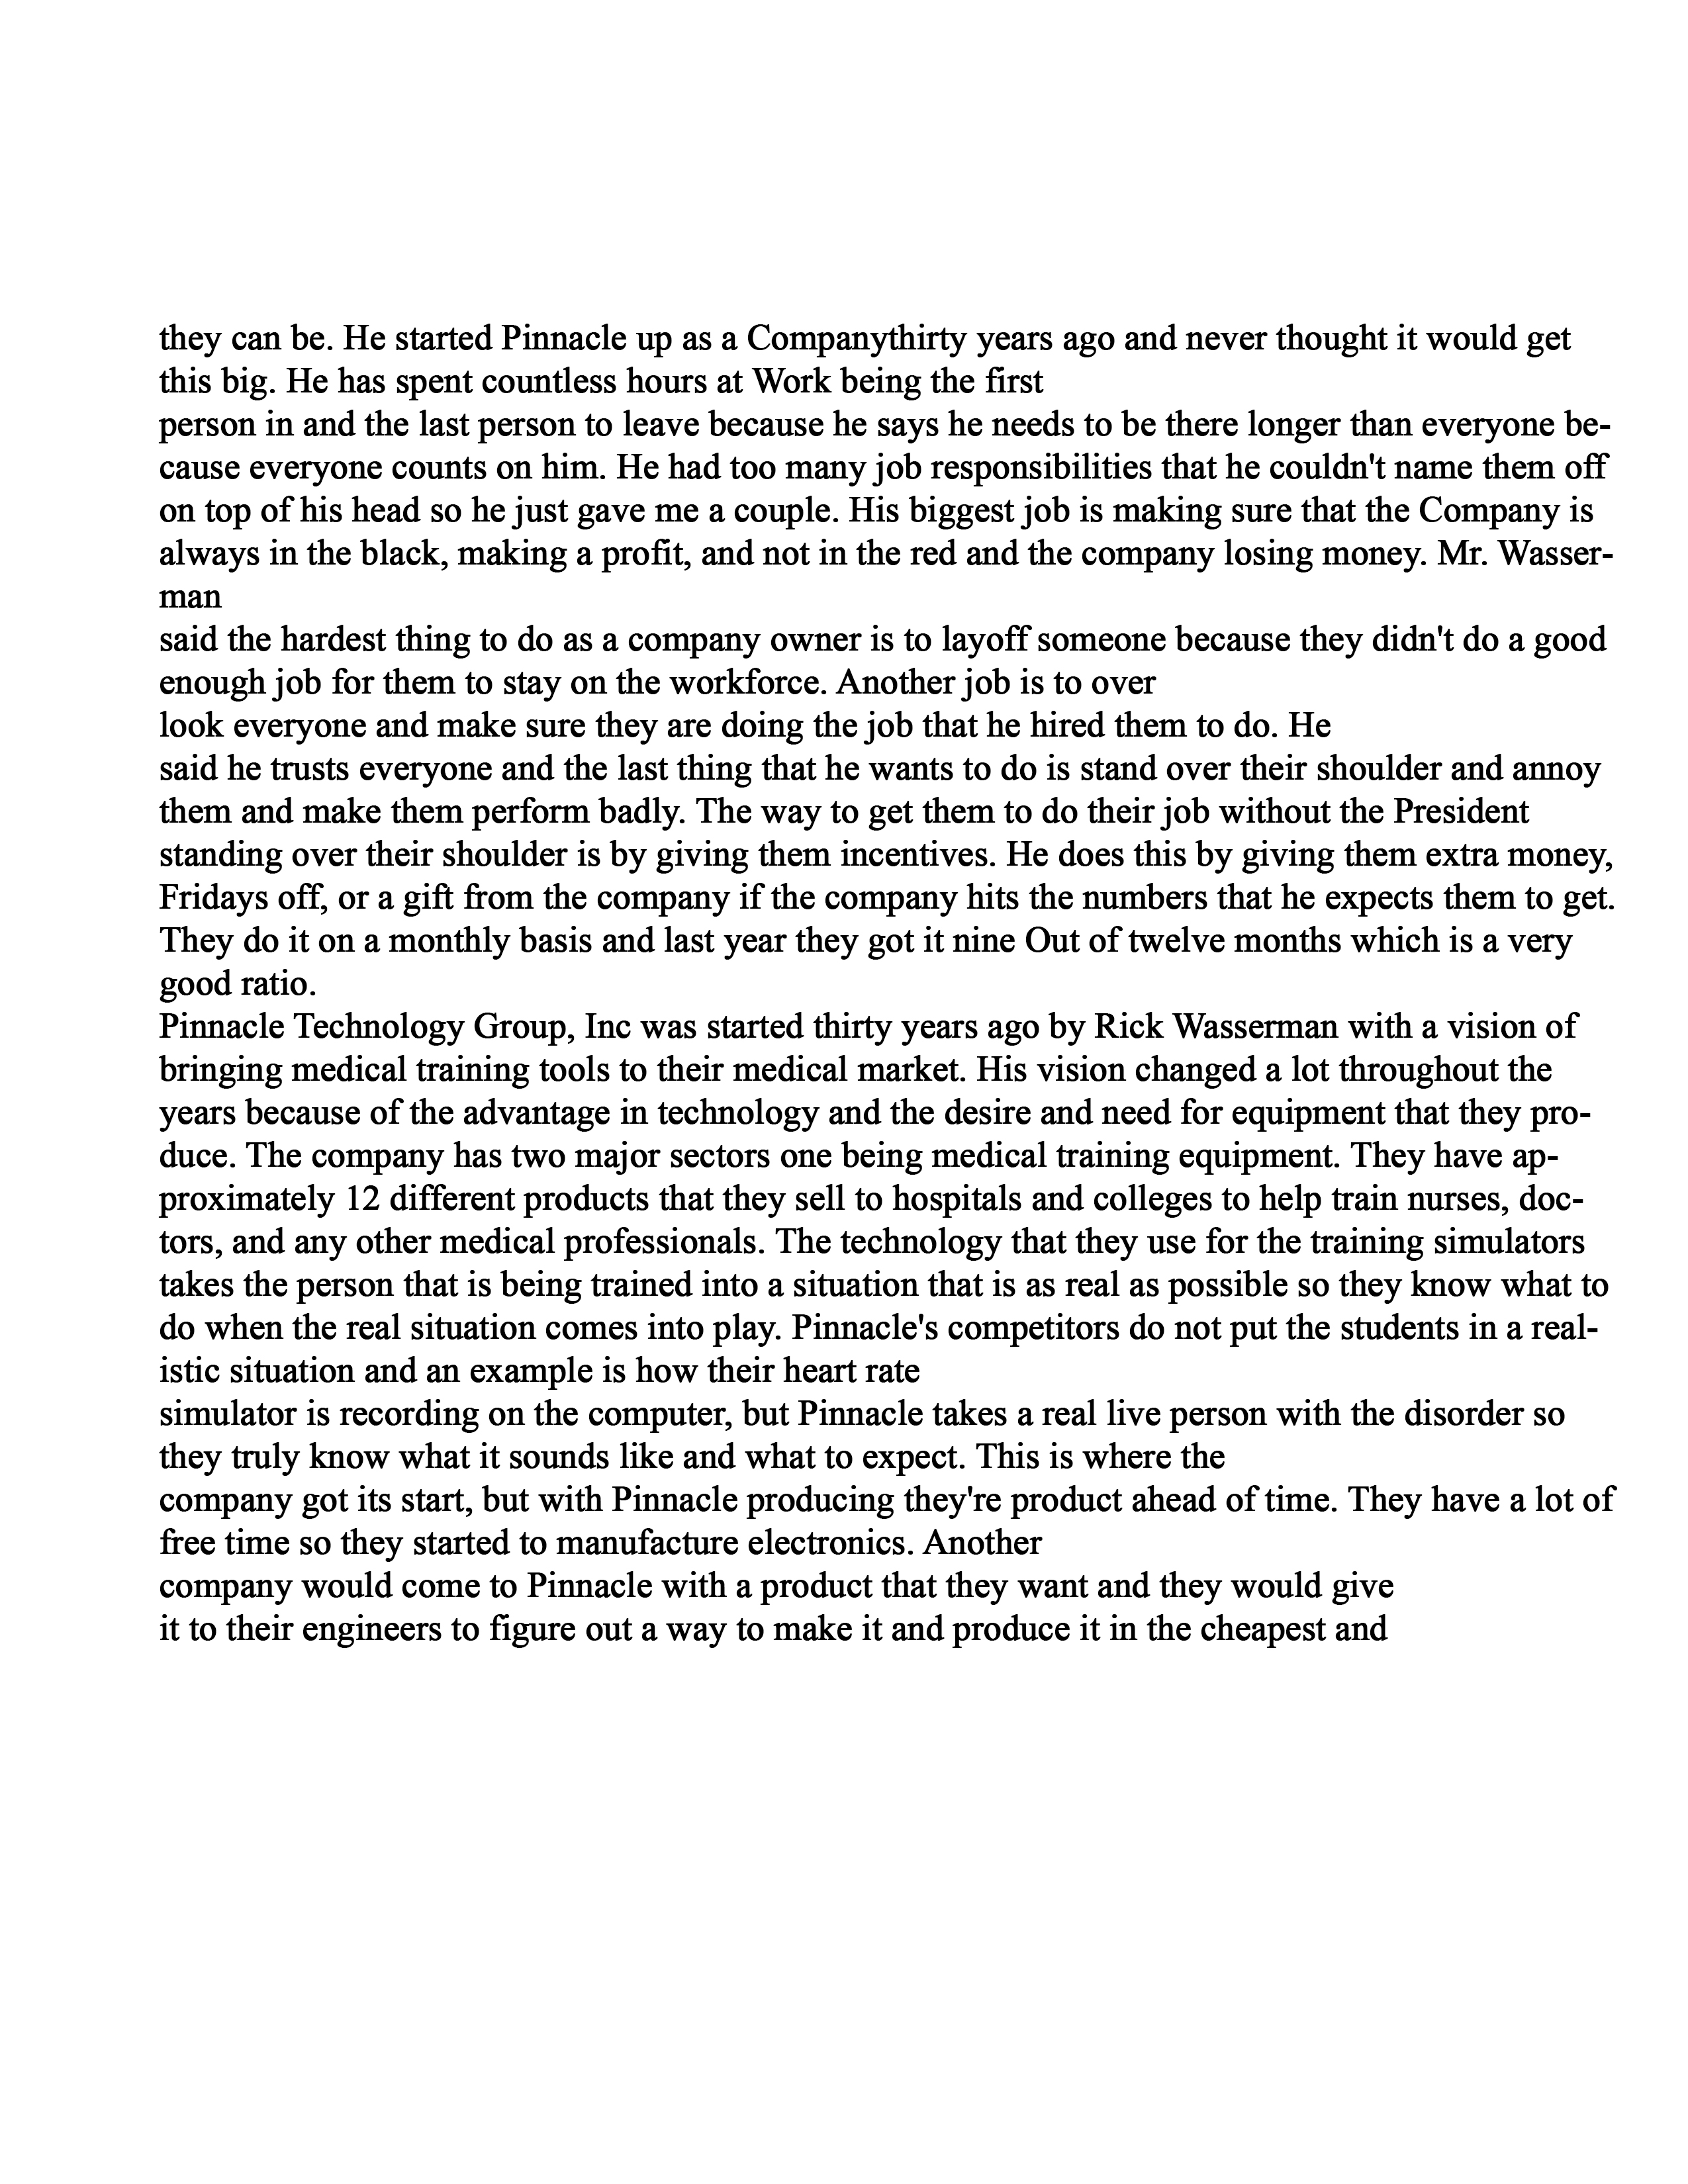 they can be. He started Pinnacle up as a Companythirty years ago and never thought it would get
this big. He has spent countless hours at Work being the first
person in and the last person to leave because he says he needs to be there longer than everyone be-
cause everyone counts on him. He had too many job responsibilities that he couldn't name them off
on top of his head so he just gave me a couple. His biggest job is making sure that the Company is
always in the black, making a profit, and not in the red and the company losing money. Mr. Wasser-
man
said the hardest thing to do as a company owner is to layoff someone because they didn't do a good
enough job for them to stay on the workforce. Another job is to over
look everyone and make sure they are doing the job that he hired them to do. He
said he trusts everyone and the last thing that he wants to do is stand over their shoulder and annoy
them and make them perform badly. The way to get them to do their job without the President
standing over their shoulder is by giving them incentives. He does this by giving them extra money,
Fridays off, or a gift from the company if the company hits the numbers that he expects them to get.
They do it on a monthly basis and last year they got it nine Out of twelve months which is a very
good ratio.
Pinnacle Technology Group, Inc was started thirty years ago by Rick Wasserman with a vision of
bringing medical training tools to their medical market. His vision changed a lot throughout the
years because of the advantage in technology and the desire and need for equipment that they pro-
duce. The company has two major sectors one being medical training equipment. They have ap-
proximately 12 different products that they sell to hospitals and colleges to help train nurses, doc-
tors, and any other medical professionals. The technology that they use for the training simulators
takes the person that is being trained into a situation that is as real as possible so they know what to
do when the real situation comes into play. Pinnacle's competitors do not put the students in a real-
istic situation and an example is how their heart rate
simulator is recording on the computer, but Pinnacle takes a real live person with the disorder so
they truly know what it sounds like and what to expect. This is where the
company got its start, but with Pinnacle producing they're product ahead of time. They have a lot of
free time so they started to manufacture electronics. Another
company would come to Pinnacle with a product that they want and they would give
it to their engineers to figure out a way to make it and produce it in the cheapest and